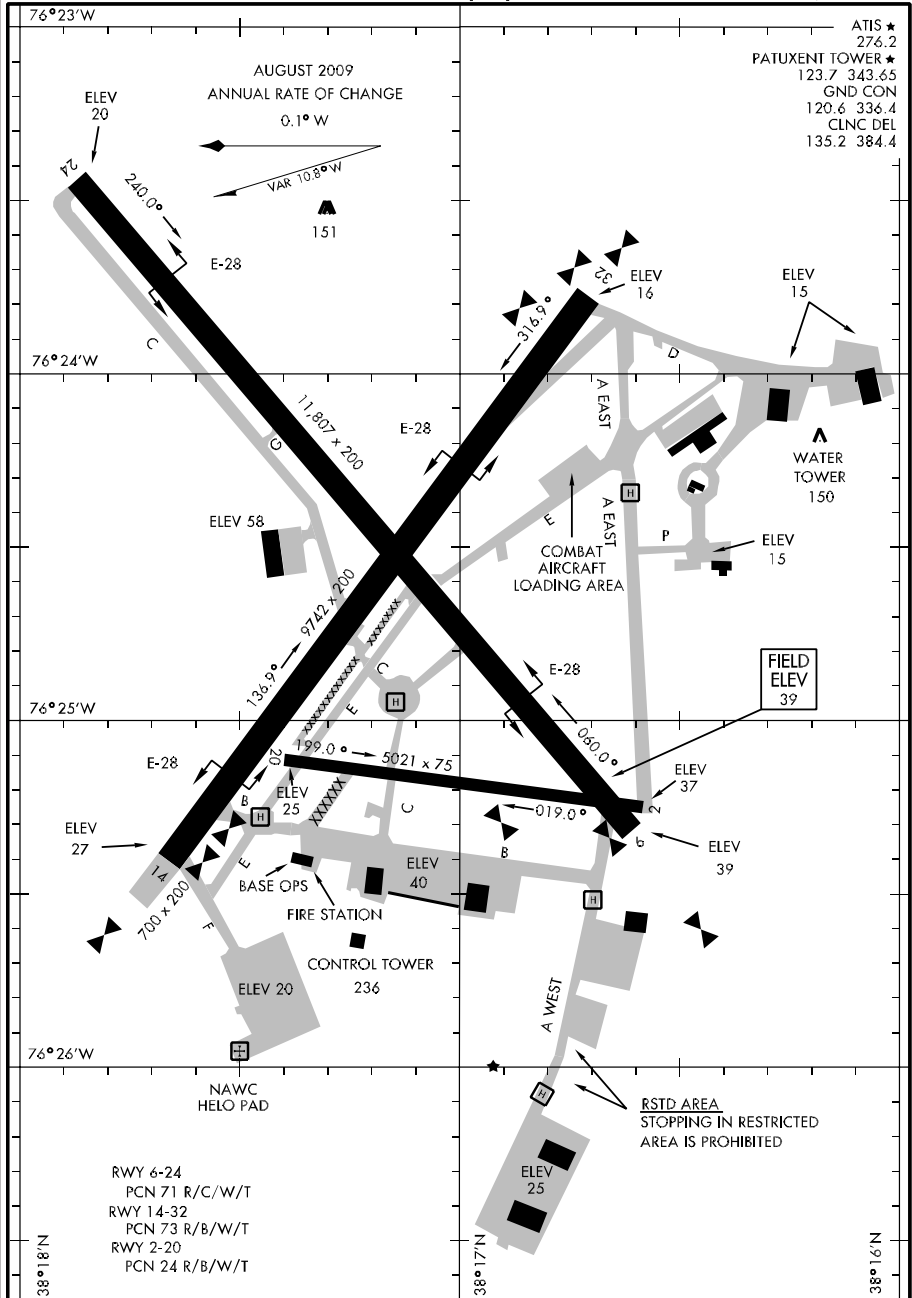 76°23'W
ATIS ★
276.2
PATUXENT TOWER ★
123.7 343.65
GND CON
120.6 336.4
CLNC DEL
135.2 384.4
AUGUST 2009
ANNUAL RATE OF CHANGE
0.1° W
VAR 10.8° W
151
ELEV
20
24
240.0°
E-28
32
ELEV
16
316.9°
ELEV
15
76°24'W
C
D
A EAST
11,807 x 200
E-28
G
WATER
TOWER
150
H
ELEV 58
E
A EAST
P
COMBAT
AIRCRAFT
LOADING AREA
ELEV
15
9742 x 200
136.9°
xxxxxxx
xxxxxxxxxxxxx
C
E
H
E-28
FIELD
ELEV
39
76°25'W
060.0°
199.0°
5021 x 75
20
E-28
ELEV
25
xxxxxx
B
H
C
019.0°
2
ELEV
37
6
ELEV
39
ELEV
27
14
E
B
BASE OPS
FIRE STATION
ELEV
40
700 x 200
F
H
CONTROL TOWER
236
ELEV 20
A WEST
76°26'W
NAWC
HELO PAD
★
H
RSTD AREA
STOPPING IN RESTRICTED
AREA IS PROHIBITED
ELEV
25
RWY 6-24
PCN 71 R/C/W/T
RWY 14-32
PCN 73 R/B/W/T
RWY 2-20
PCN 24 R/B/W/T
38°18'N
38°17'N
38°16'N